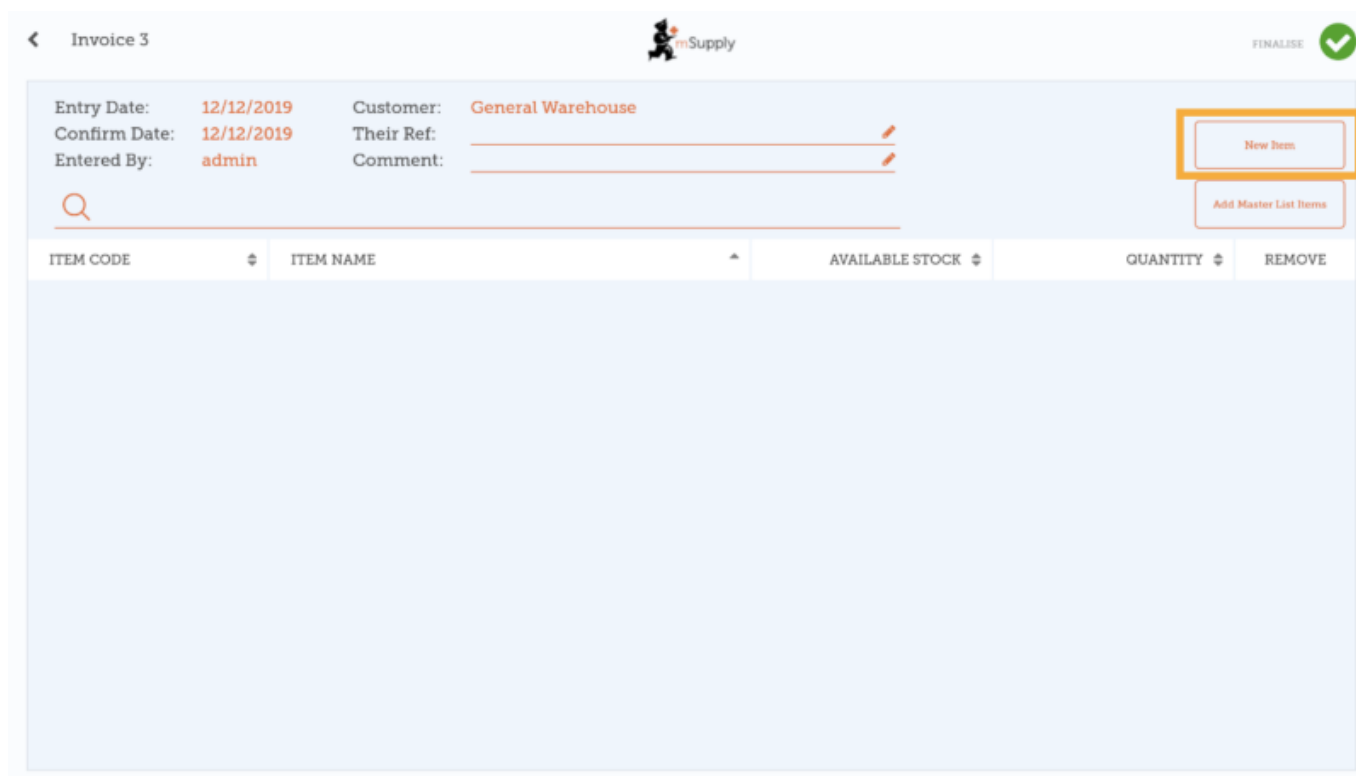 Invoice 3
mSupply
FINALISE
Entry Date: 12/12/2019 Customer: General Warehouse
Confirm Date: 12/12/2019 Their Ref:
Entered By: admin Comment:
New Item
Add Master List Items
ITEM CODE ITEM NAME AVAILABLE STOCK QUANTITY REMOVE